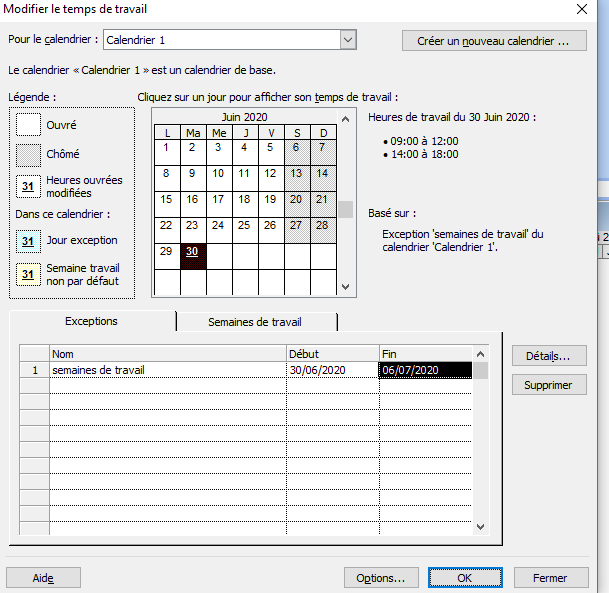 Modifier le temps de travail
Pour le calendrier :
Calendrier 1
Créer un nouveau calendrier ...
Le calendrier « Calendrier 1 » est un calendrier de base.
Légende :
Ouvré
Chômé
31 Heures ouvrées
modifiées
Dans ce calendrier :
31 Jour exception
31 Semaine travail
non par défaut
Cliquez sur un jour pour afficher son temps de travail :
Juin 2020
L Ma Me J V S D
1 2 3 4 5 6 7
8 9 10 11 12 13 14
15 16 17 18 19 20 21
22 23 24 25 26 27 28
29 30
Heures de travail du 30 Juin 2020 :
• 09:00 à 12:00
• 14:00 à 18:00
Basé sur :
Exception 'semaines de travail' du
calendrier 'Calendrier 1'.
Exceptions
Semaines de travail
Nom Début Fin
1 semaines de travail 30/06/2020 06/07/2020
Détails...
Supprimer
Aide
Options...
OK
Fermer